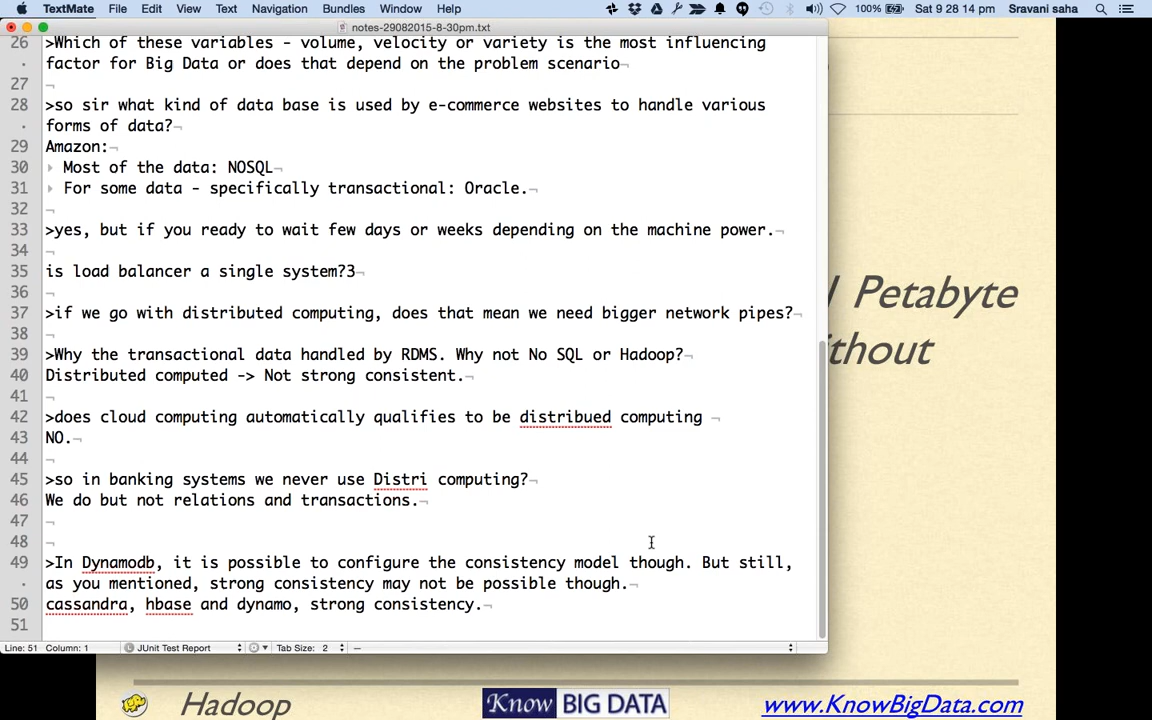 TextMate File Edit View Text Navigation Bundles Window Help 100% Sat 9 28 14 pm Sravani saha
notes-29082015-8-30pm.txt
26 >Which of these variables - volume, velocity or variety is the most influencing
factor for Big Data or does that depend on the problem scenario¬
27 ¬
28 >so sir what kind of data base is used by e-commerce websites to handle various
forms of data?¬
29 Amazon:¬
30 ‣ Most of the data: NOSQL¬
31 ‣ For some data - specifically transactional: Oracle.¬
32 ¬
33 >yes, but if you ready to wait few days or weeks depending on the machine power.¬
34 ¬
35 is load balancer a single system?3¬
36 ¬
37 >if we go with distributed computing, does that mean we need bigger network pipes?¬
38 ¬
39 >Why the transactional data handled by RDMS. Why not No SQL or Hadoop?¬
40 Distributed computed -> Not strong consistent.¬
41 ¬
42 >does cloud computing automatically qualifies to be distribued computing ¬
43 NO.¬
44 ¬
45 >so in banking systems we never use Distri computing?¬
46 We do but not relations and transactions.¬
47 ¬
48 ¬
49 >In Dynamodb, it is possible to configure the consistency model though. But still,
as you mentioned, strong consistency may not be possible though.¬
50 cassandra, hbase and dynamo, strong consistency.¬
51
Line: 51 Column: 1 JUnit Test Report Tab Size: 2 —
Petabyte
ithout
Hadoop
Know BIG DATA
www.KnowBigData.com